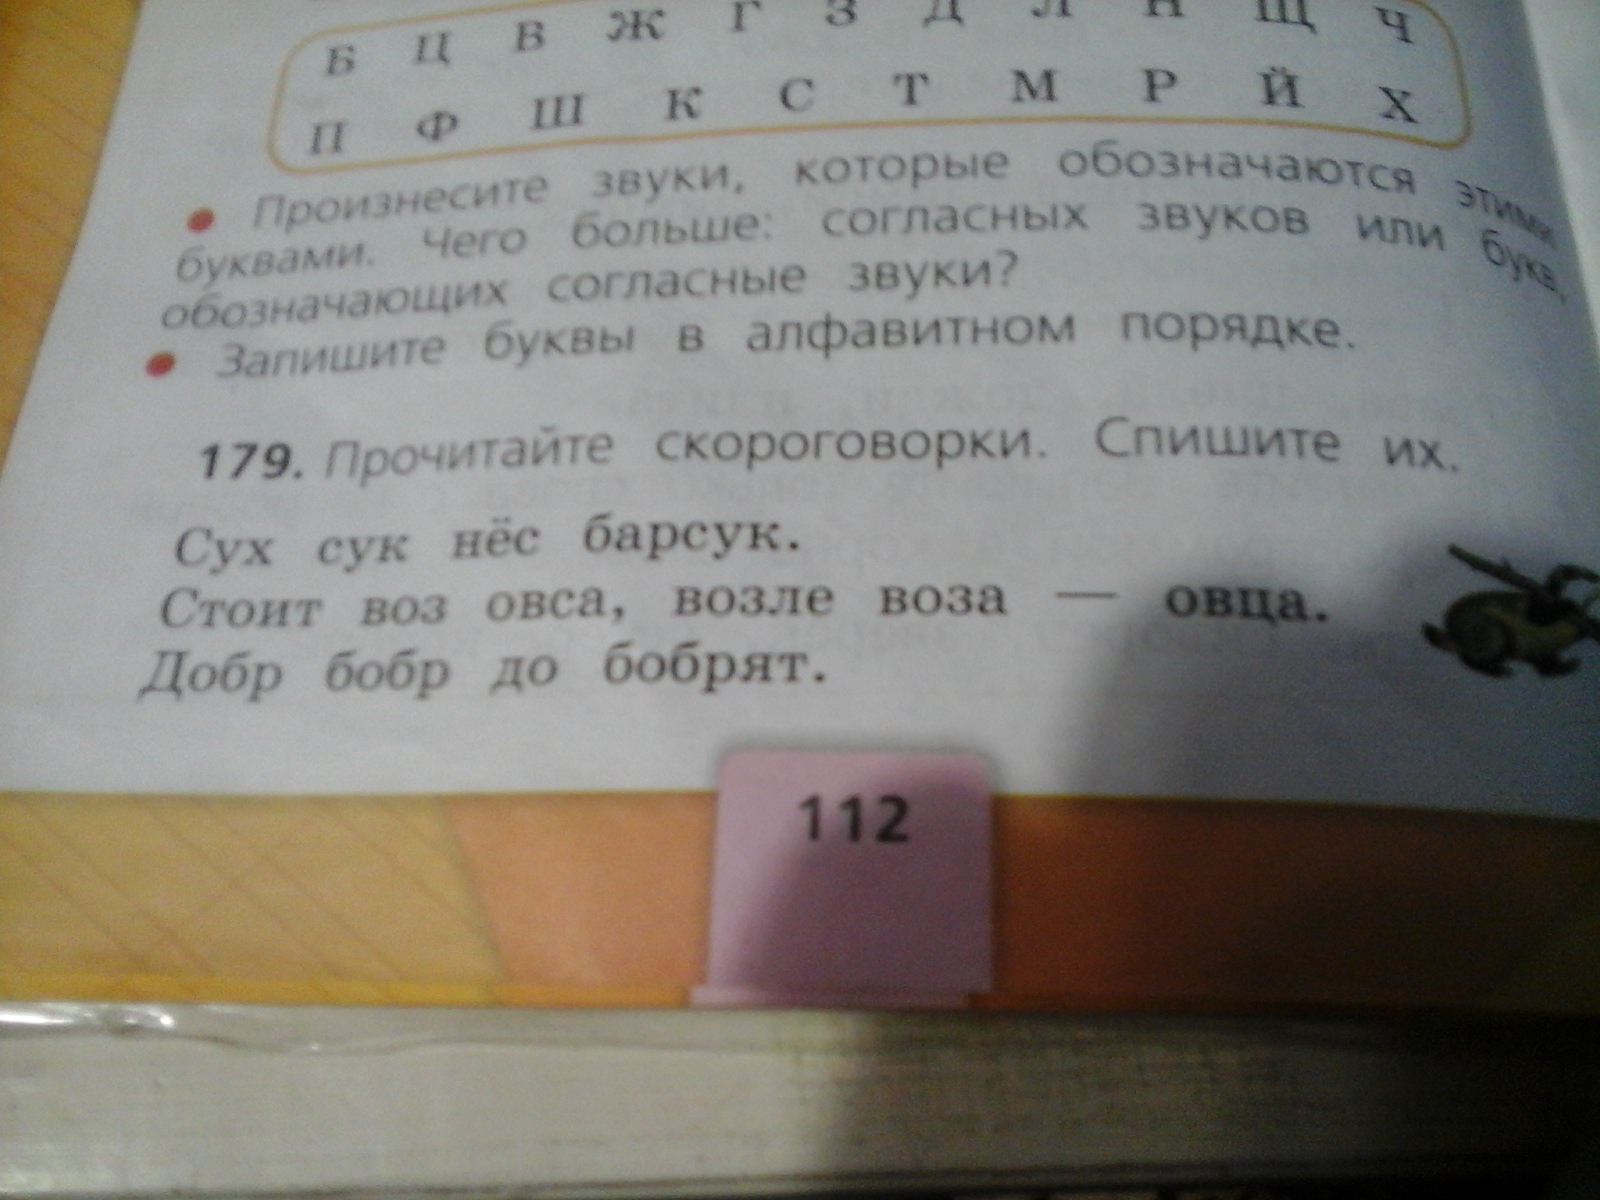 Б Ц В Ж Г З Д Л Н Щ Ч
П Ф Ш К С Т М Р Й Х
• Произнесите звуки, которые обозначаются этими
буквами. Чего больше: согласных звуков или букв,
обозначающих согласные звуки?
• Запишите буквы в алфавитном порядке.
179. Прочитайте скороговорки. Спишите их.
Сух сук нёс барсук.
Стоит воз овса, возле воза — овца.
Добр бобр до бобрят.
112